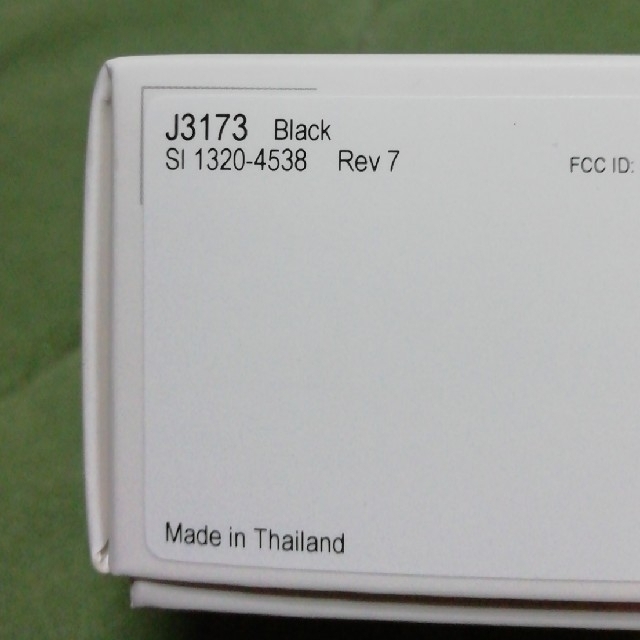 J3173 Black
SI 1320-4538 Rev 7
FCC ID:
Made in Thailand